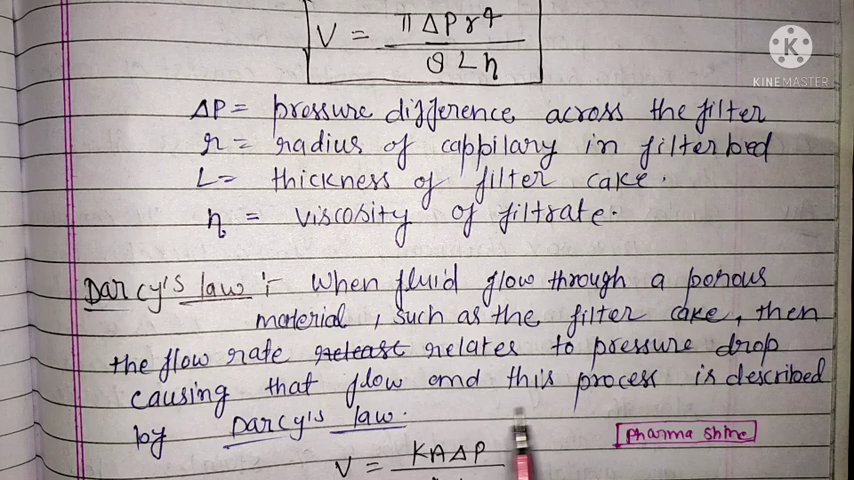 V = π ΔP r⁴
8 L η
K
KINEMASTER
ΔP = pressure difference across the filter
r = radius of cappilary in filterbed
L = thickness of filter cake.
η = viscosity of filtrate.
Darcy's law :- When fluid flow through a porous
material, such as the filter cake, then
the flow rate releast relates to pressure drop
causing that flow and this process is described
by Darcy's law.
pharma shine
V = KAΔP